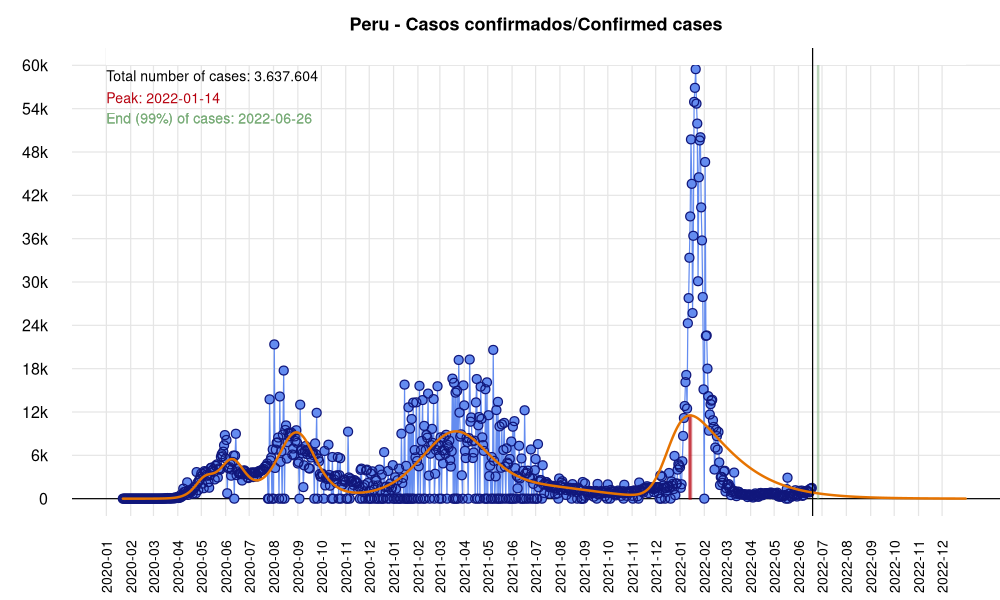 Peru - Casos confirmados/Confirmed cases
Total number of cases: 3.637.604
Peak: 2022-01-14
End (99%) of cases: 2022-06-26
60k
54k
48k
42k
36k
30k
24k
18k
12k
6k
0
2020-01
2020-02
2020-03
2020-04
2020-05
2020-06
2020-07
2020-08
2020-09
2020-10
2020-11
2020-12
2021-01
2021-02
2021-03
2021-04
2021-05
2021-06
2021-07
2021-08
2021-09
2021-10
2021-11
2021-12
2022-01
2022-02
2022-03
2022-04
2022-05
2022-06
2022-07
2022-08
2022-09
2022-10
2022-11
2022-12